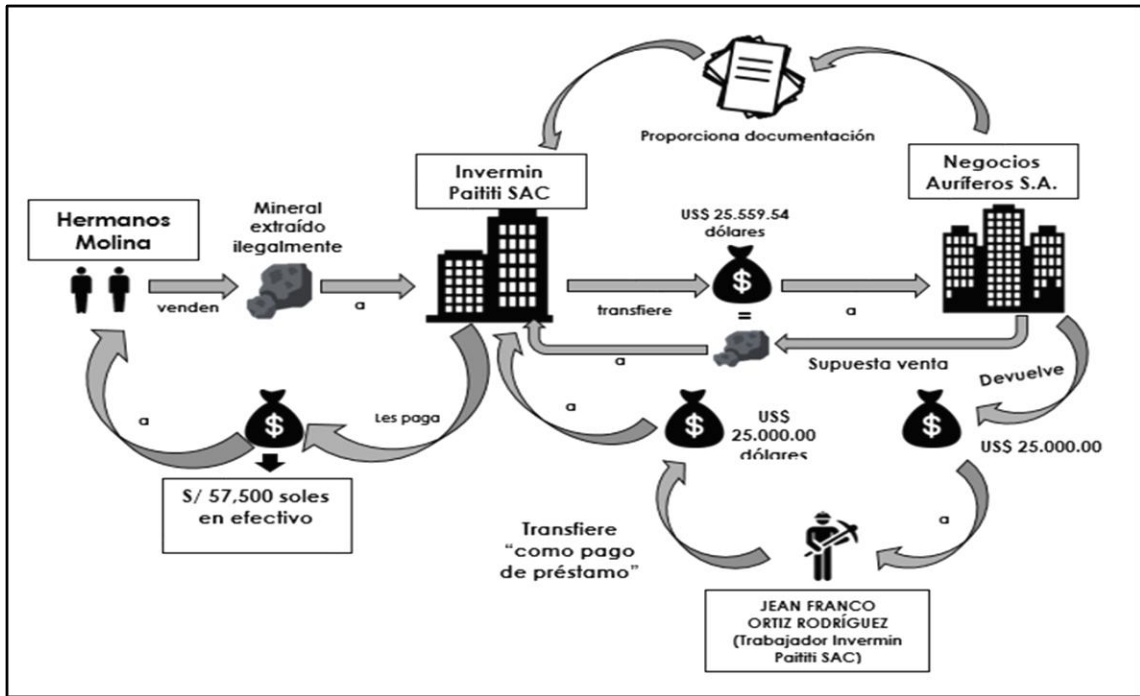 Proporciona documentación
Invermin
Paititi SAC
Negocios
Auríferos S.A.
Hermanos
Molina
Mineral
extraído
ilegalmente
US$ 25.559.54
dólares
$
venden
a
transfiere
=
a
a
Supuesta venta
Devuelve
a
$
Les paga
a
$
US$
25.000.00
dólares
$
US$ 25.000.00
S/ 57,500 soles
en efectivo
Transfiere
“como pago
de préstamo”
a
JEAN FRANCO
ORTIZ RODRÍGUEZ
(Trabajador Invermin
Paititi SAC)